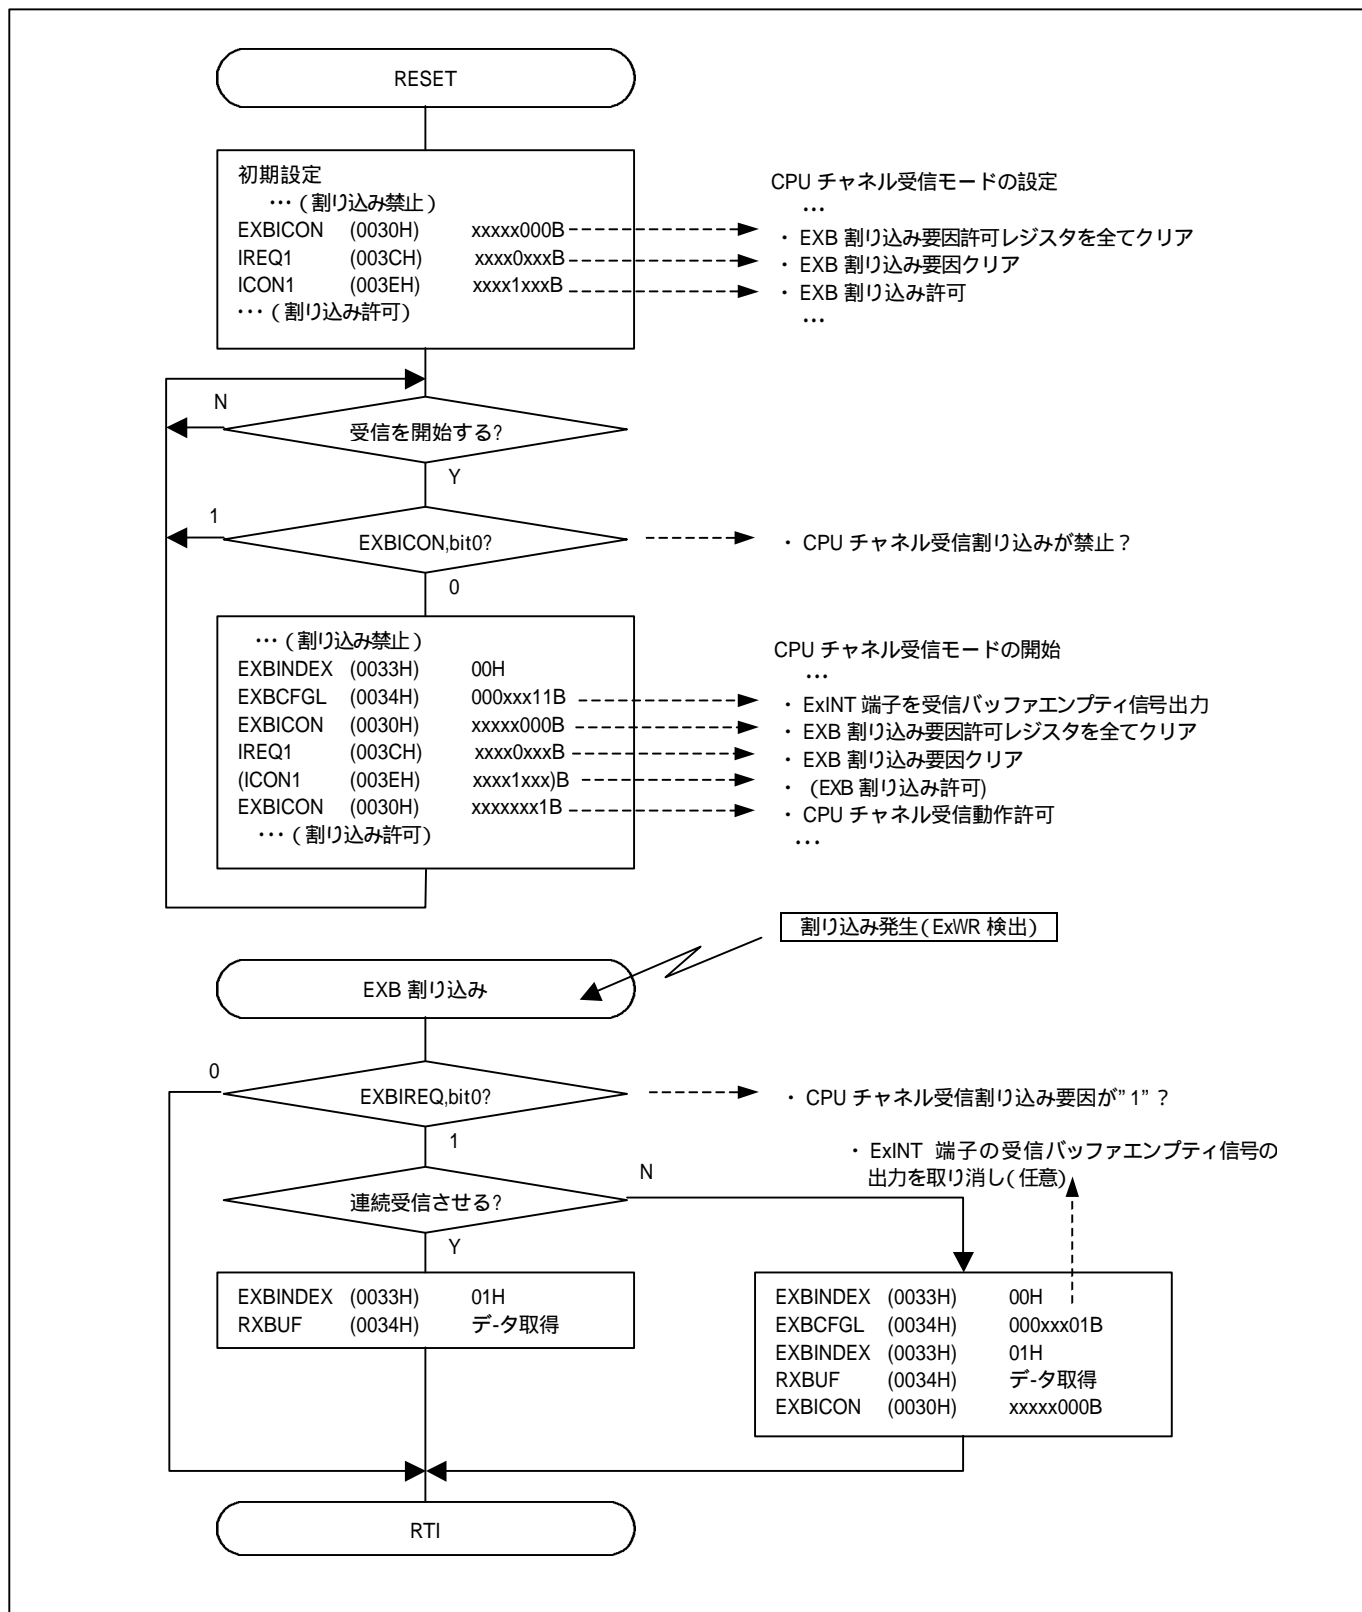 RESET
初期設定
… (割り込み禁止)
EXBICON (0030H) xxxxx000B
IREQ1 (003CH) xxxx0xxxB
ICON1 (003EH) xxxx1xxxB
… (割り込み許可)
CPU チャネル受信モードの設定
…
・ EXB 割り込み要因許可レジスタを全てクリア
・ EXB 割り込み要因クリア
・ EXB 割り込み許可
…
N
受信を開始する?
Y
1
EXBICON,bit0?
・ CPU チャネル受信割り込みが禁止?
0
… (割り込み禁止)
EXBINDEX (0033H) 00H
EXBCFGL (0034H) 000xxx11B
EXBICON (0030H) xxxxx000B
IREQ1 (003CH) xxxx0xxxB
(ICON1 (003EH) xxxx1xxx)B
EXBICON (0030H) xxxxxxx1B
… (割り込み許可)
CPU チャネル受信モードの開始
…
・ ExINT 端子を受信バッファエンプティ信号出力
・ EXB 割り込み要因許可レジスタを全てクリア
・ EXB 割り込み要因クリア
・ (EXB 割り込み許可)
・ CPU チャネル受信動作許可
…
割り込み発生(ExWR 検出)
EXB 割り込み
0
EXBIREQ,bit0?
・ CPU チャネル受信割り込み要因が”1”?
1
・ ExINT 端子の受信バッファエンプティ信号の
出力を取り消し(任意)
連続受信させる?
N
Y
EXBINDEX (0033H) 01H
RXBUF (0034H) デ-タ取得
EXBINDEX (0033H) 00H
EXBCFGL (0034H) 000xxx01B
EXBINDEX (0033H) 01H
RXBUF (0034H) デ-タ取得
EXBICON (0030H) xxxxx000B
RTI